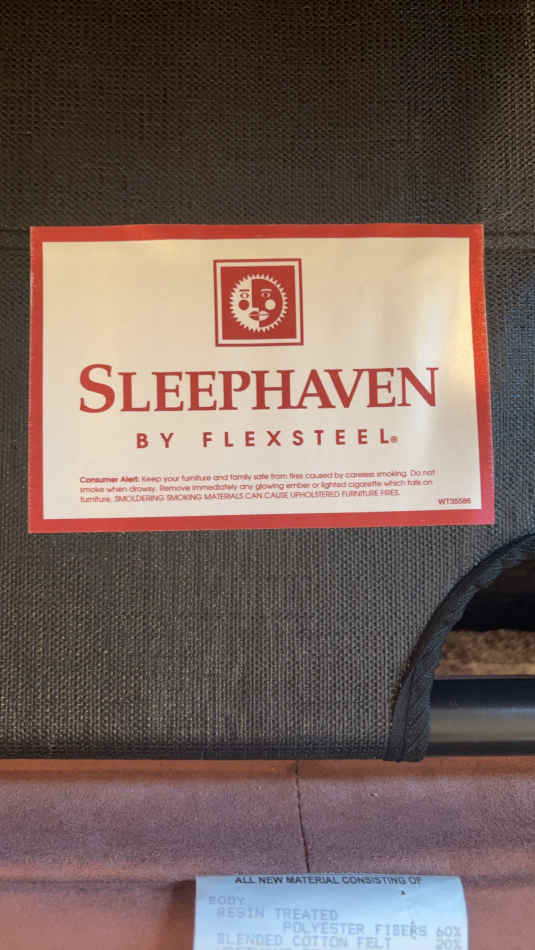 SLEEPHAVEN
BY FLEXSTEEL®
Consumer Alert: Keep your furniture and family safe from fires caused by careless smoking. Do not
smoke when drowsy. Remove immediately any glowing ember or lighted cigarette which falls on
furniture. SMOLDERING SMOKING MATERIALS CAN CAUSE UPHOLSTERED FURNITURE FIRES.
WT35586
ALL NEW MATERIAL CONSISTING OF
BODY
RESIN TREATED
POLYESTER FIBERS 60%
BLENDED COTTON FELT 20%